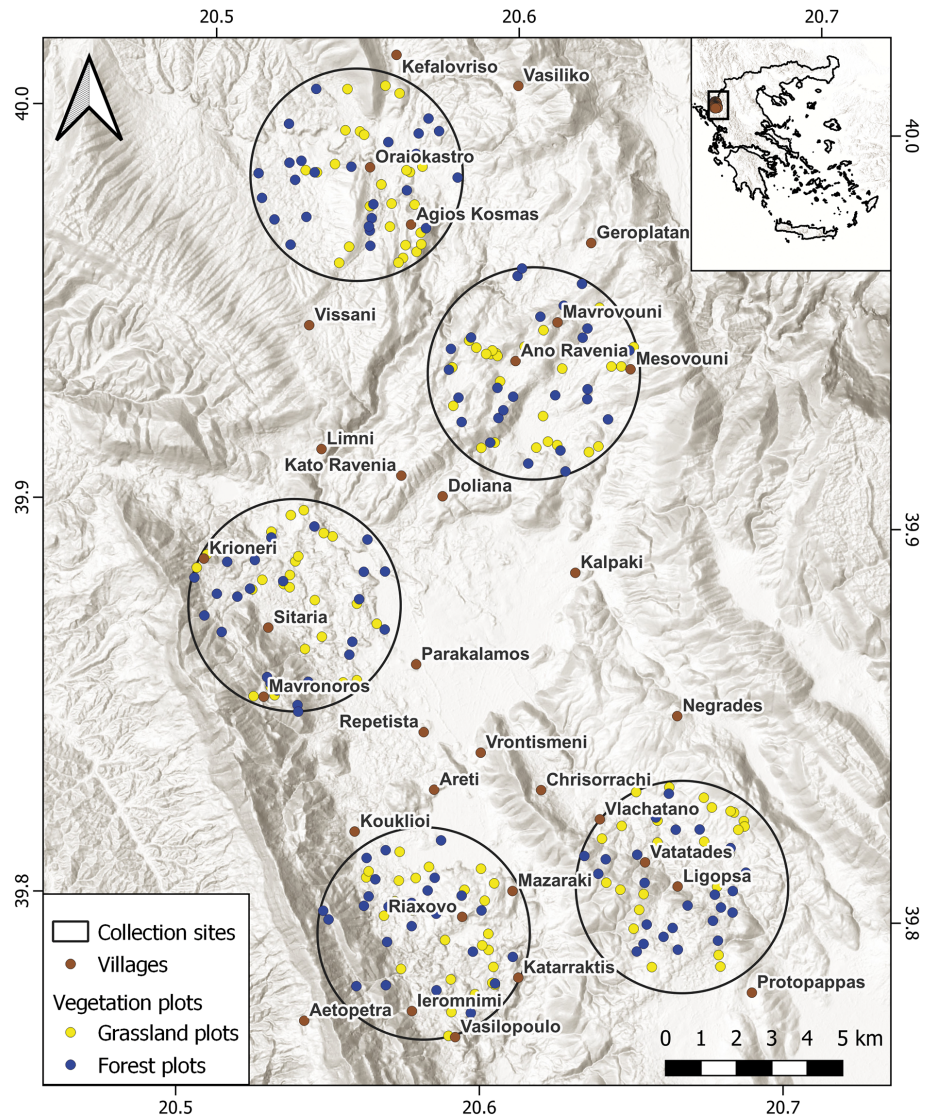 20.5 20.6 20.7
40.0
40.0
Kefalovriso
Vasiliko
Oraiokastro
Agios Kosmas
Geroplatan
Vissani
Mavrovouni
Ano Ravenia
Mesovouni
Limni
Kato Ravenia
Doliana
39.9
39.9
Krioneri
Kalpaki
Sitaria
Parakalamos
Mavronoros
Negrades
Repetista
Vrontismeni
Areti
Chrisorrachi
Vlachatano
Kouklioi
Vatatades
Ligopsa
Mazaraki
39.8
39.8
Riaxovo
Katarraktis
Protopappas
Ieromnimi
Aetopetra
Vasilopoulo
Collection sites
Villages
Vegetation plots
Grassland plots
Forest plots
0 1 2 3 4 5 km
20.5 20.6 20.7